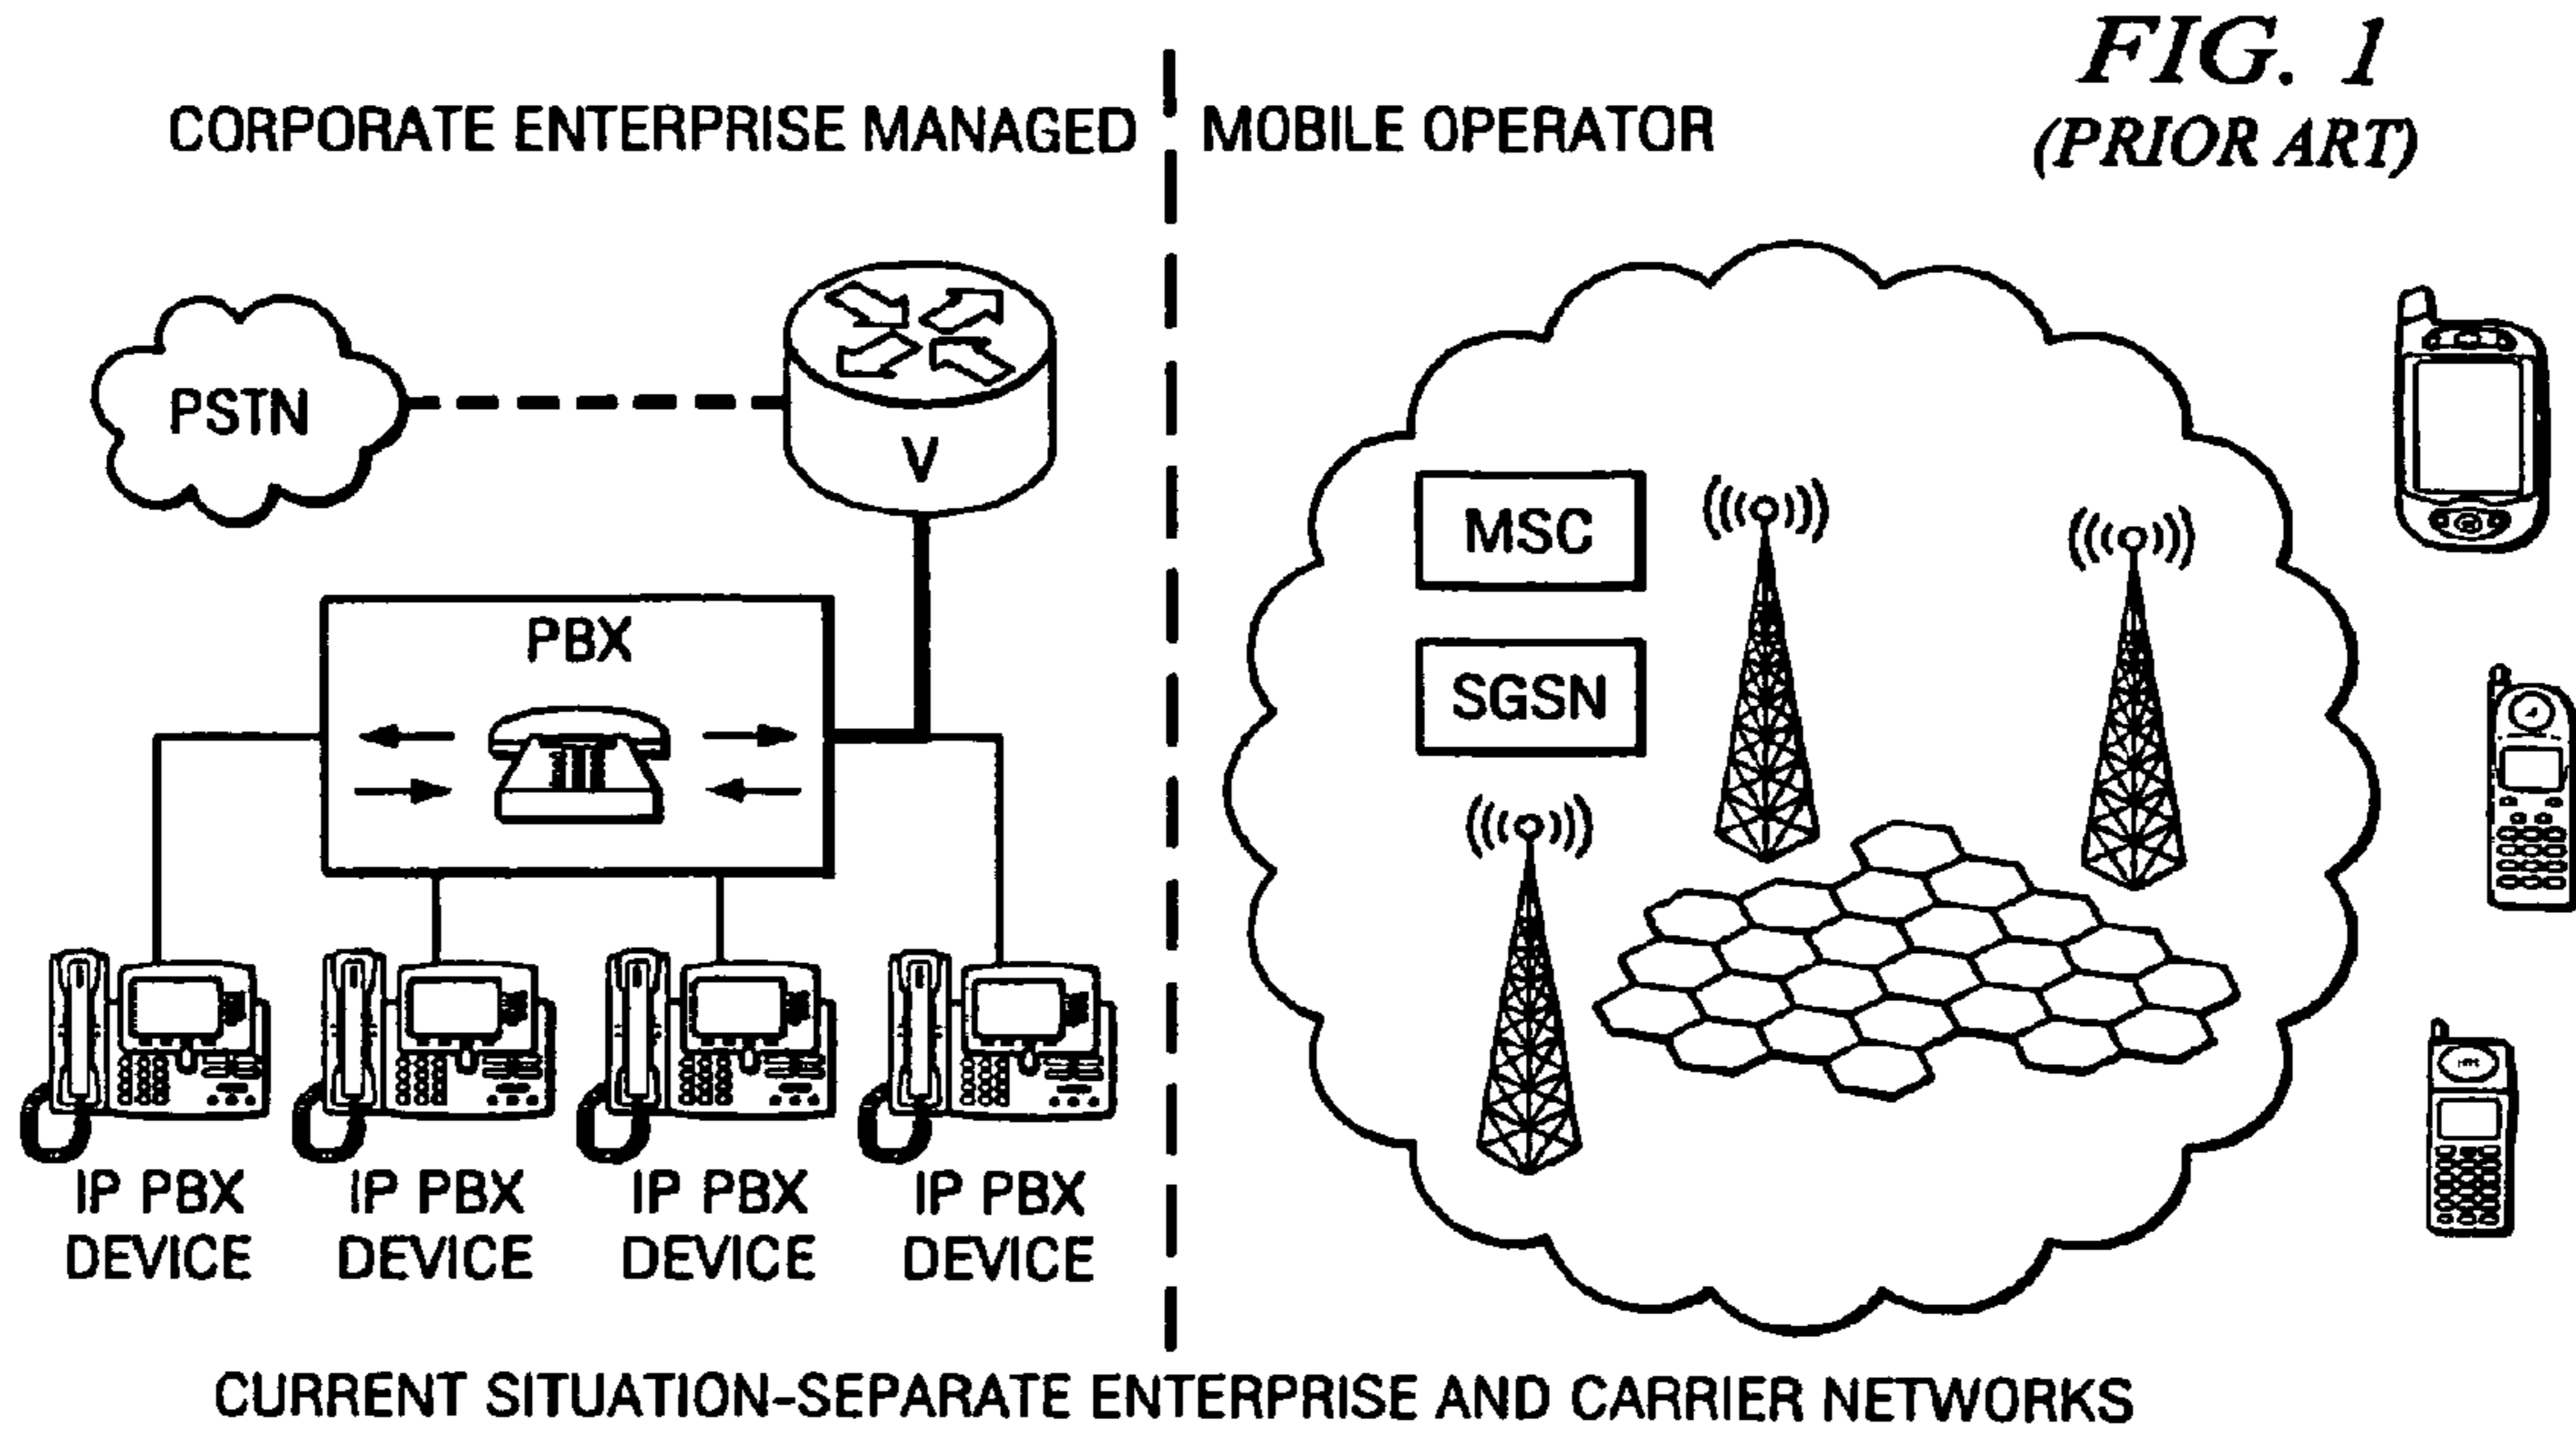 FIG. 1
(PRIOR ART)
CORPORATE ENTERPRISE MANAGED
MOBILE OPERATOR
PSTN
V
MSC
PBX
SGSN
IP PBX
DEVICE
IP PBX
DEVICE
IP PBX
DEVICE
IP PBX
DEVICE
CURRENT SITUATION-SEPARATE ENTERPRISE AND CARRIER NETWORKS